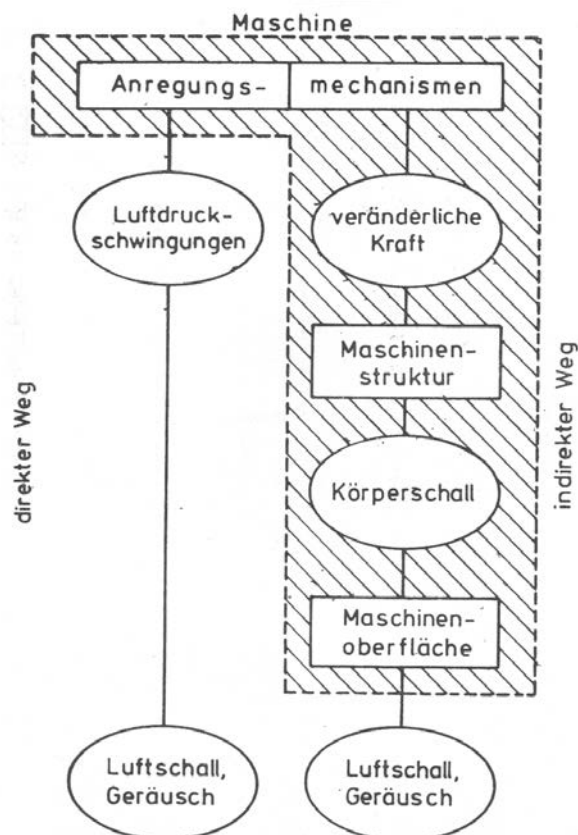 Maschine
Anregungs- mechanismen
Luftdruck-
schwingungen
veränderliche
Kraft
Maschinen-
struktur
direkter Weg
indirekter Weg
Körperschall
Maschinen-
oberfläche
Luftschall,
Geräusch
Luftschall,
Geräusch